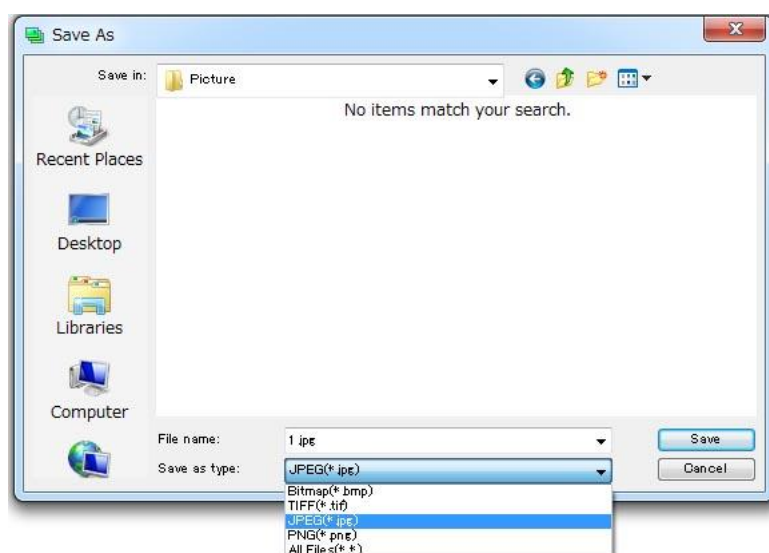 Save As
Save in:
Picture
No items match your search.
Recent Places
Desktop
Libraries
Computer
File name:
1.jpg
Save
Save as type:
JPEG(*.jpg)
Cancel
Bitmap(*.bmp)
TIFF(*.tif)
JPEG(*.jpg)
PNG(*.png)
All Files(*.*)